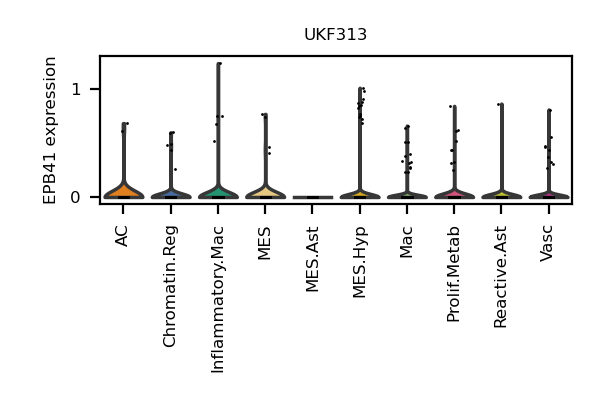 UKF313
EPB41 expression
1
0
AC
Chromatin.Reg
Inflammatory.Mac
MES
MES.Ast
MES.Hyp
Mac
Prolif.Metab
Reactive.Ast
Vasc